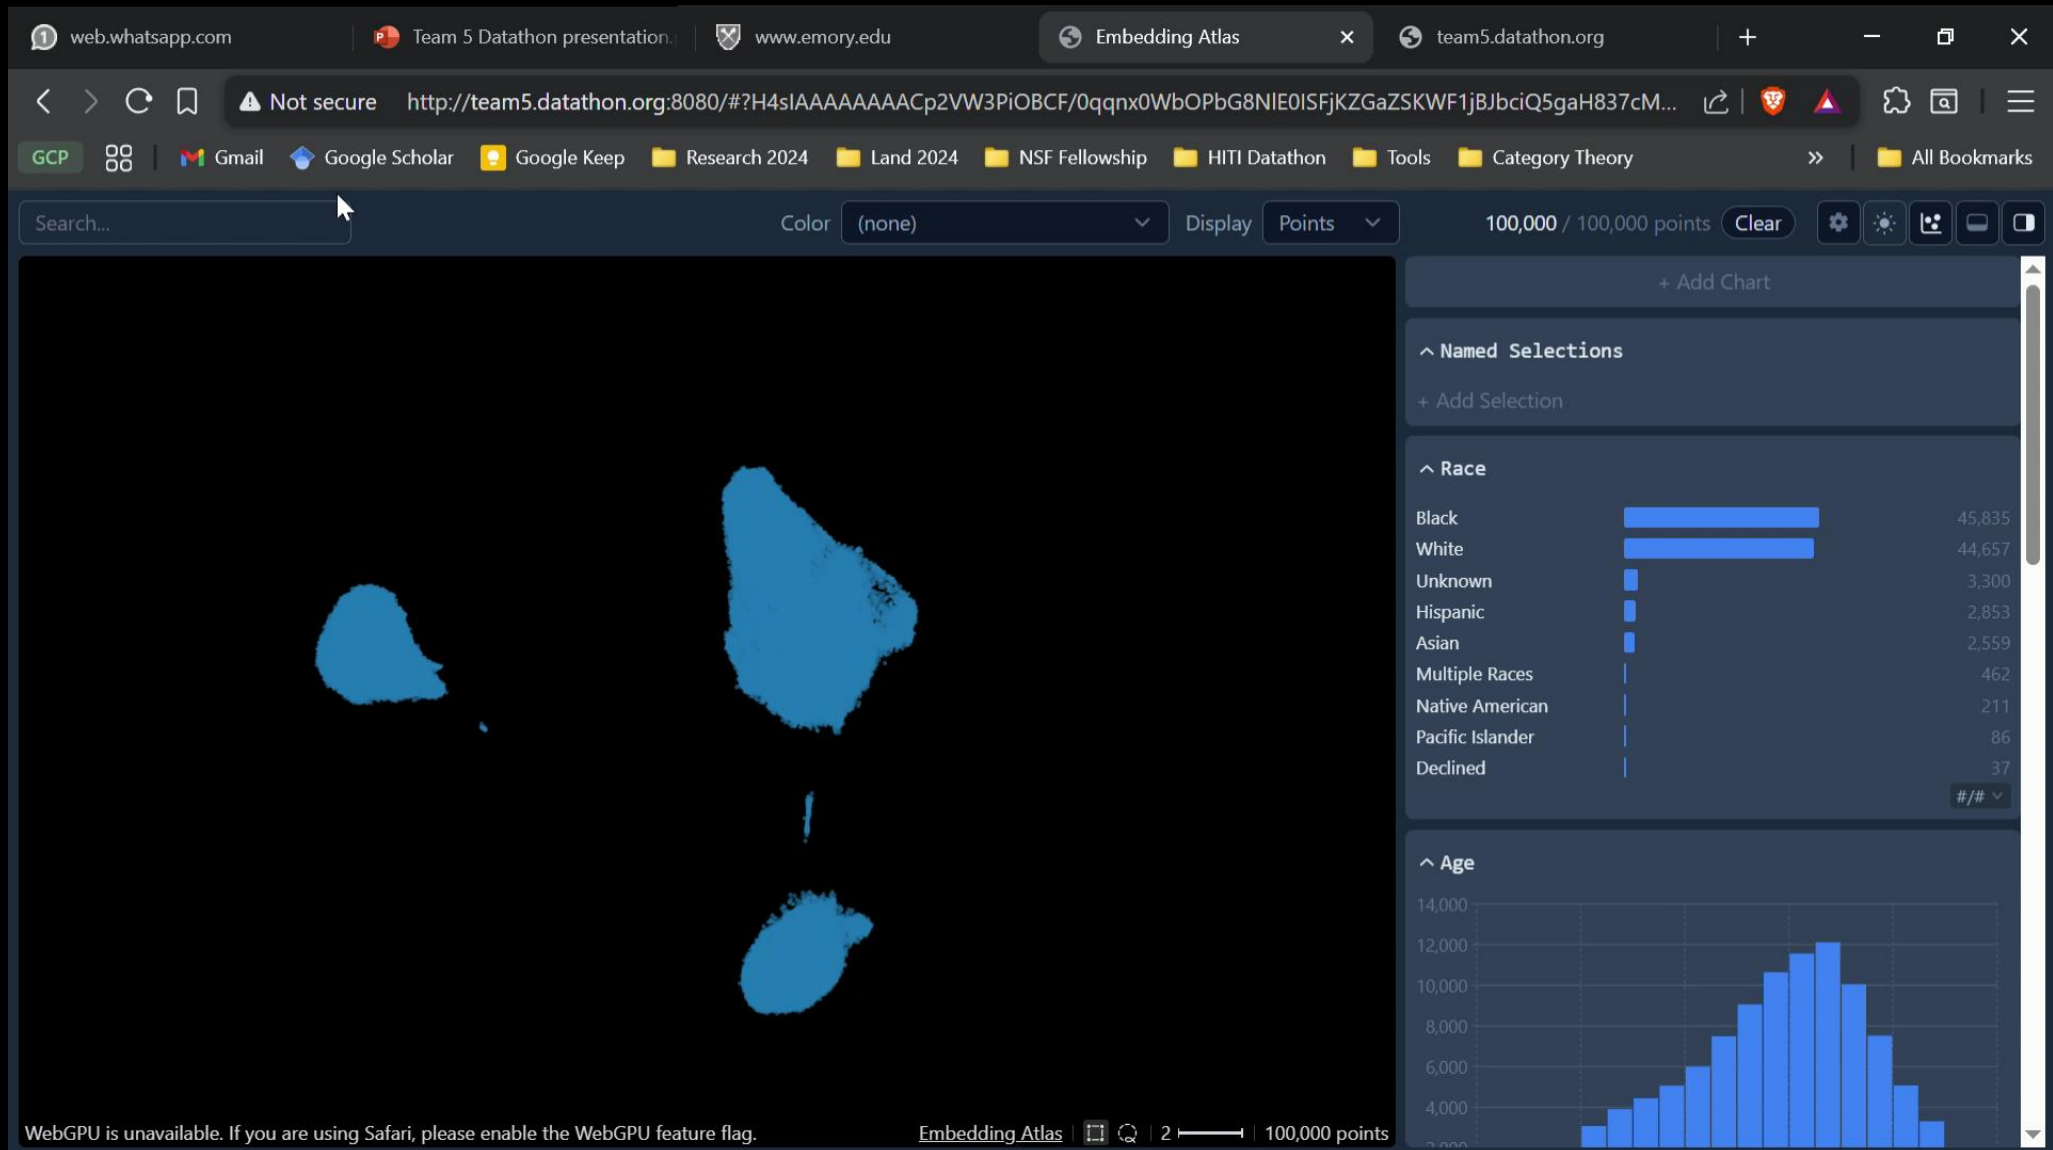 web.whatsapp.com
Team 5 Datathon presentation.
www.emory.edu
Embedding Atlas
team5.datathon.org
Not secure
http://team5.datathon.org:8080/#?H4sIAAAAAAAACp2VW3PiOBCF/0qqnx0WbOPbG8NlE0ISFjKZGaZSKWF1jBJbciQ5gaH837cM...
GCP
Gmail
Google Scholar
Google Keep
Research 2024
Land 2024
NSF Fellowship
HITI Datathon
Tools
Category Theory
»
All Bookmarks
Search...
Color
(none)
Display
Points
100,000 / 100,000 points
Clear
+ Add Chart
Named Selections
+ Add Selection
Race
Black 45,835
White 44,657
Unknown 3,300
Hispanic 2,853
Asian 2,559
Multiple Races 462
Native American 211
Pacific Islander 86
Declined 37
#/#
Age
14,000
12,000
10,000
8,000
6,000
4,000
2,000
WebGPU is unavailable. If you are using Safari, please enable the WebGPU feature flag.
Embedding Atlas
2
100,000 points